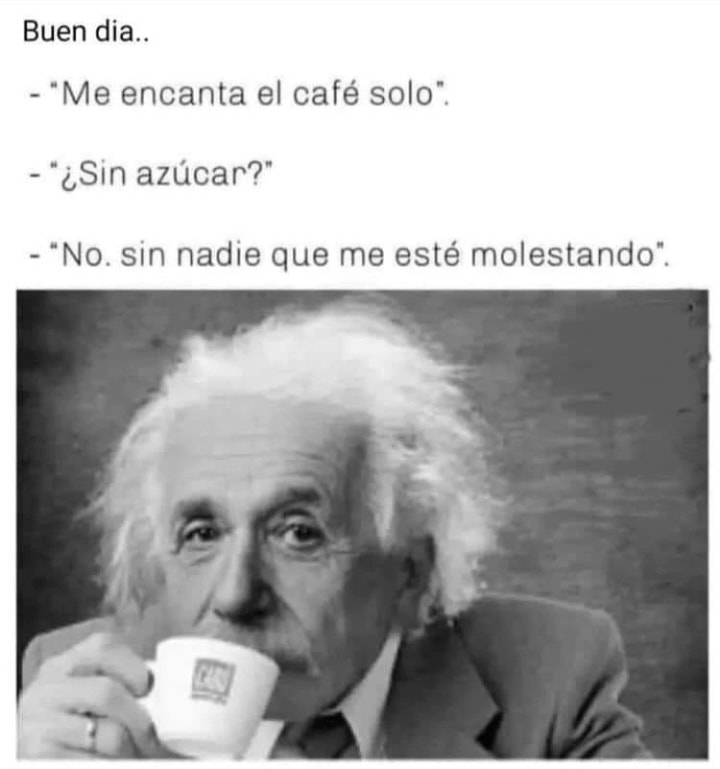 Buen dia..
- "Me encanta el café solo".
- "¿Sin azúcar?"
- "No. sin nadie que me esté molestando".